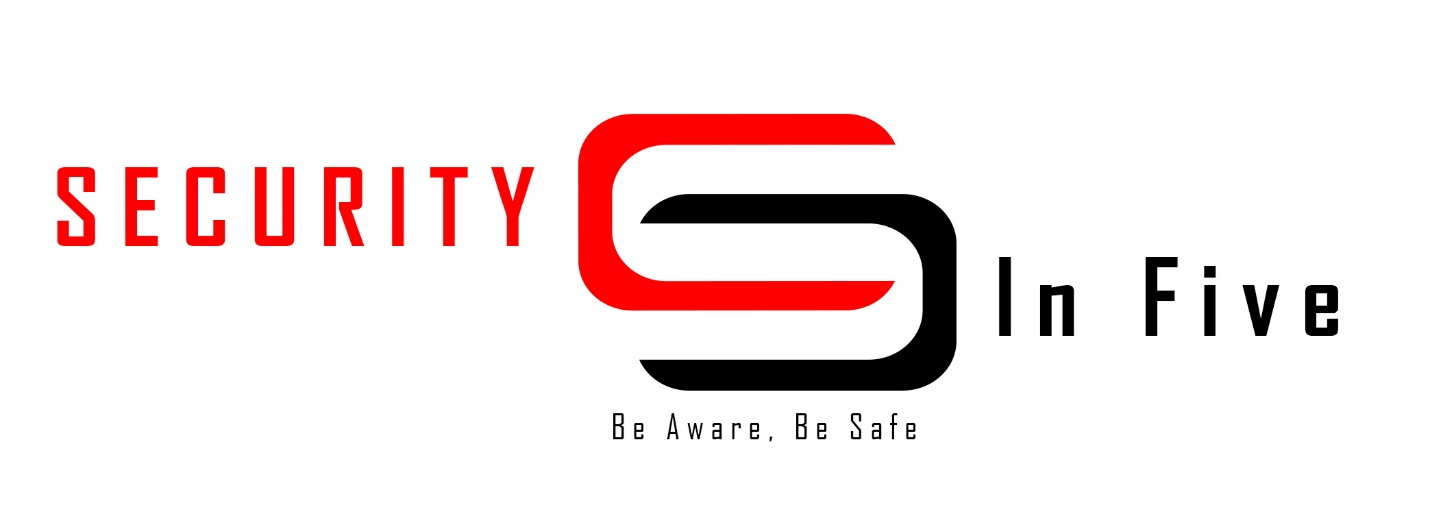 SECURITY
In Five
Be Aware, Be Safe